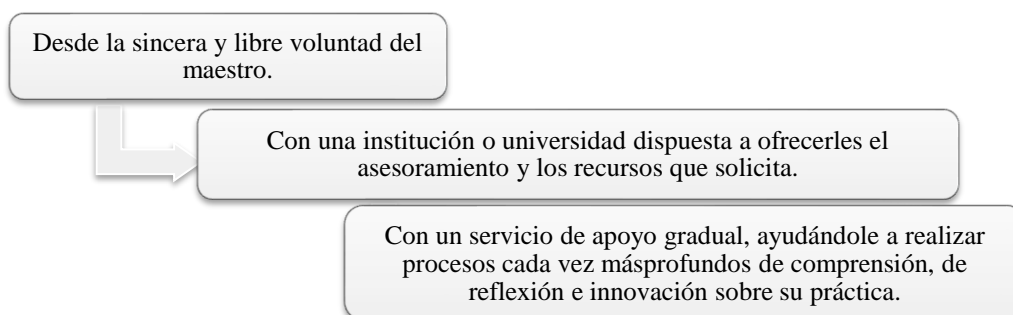 Desde la sincera y libre voluntad del
maestro.
Con una institución o universidad dispuesta a ofrecerles el
asesoramiento y los recursos que solicita.
Con un servicio de apoyo gradual, ayudándole a realizar
procesos cada vez másprofundos de comprensión, de
reflexión e innovación sobre su práctica.